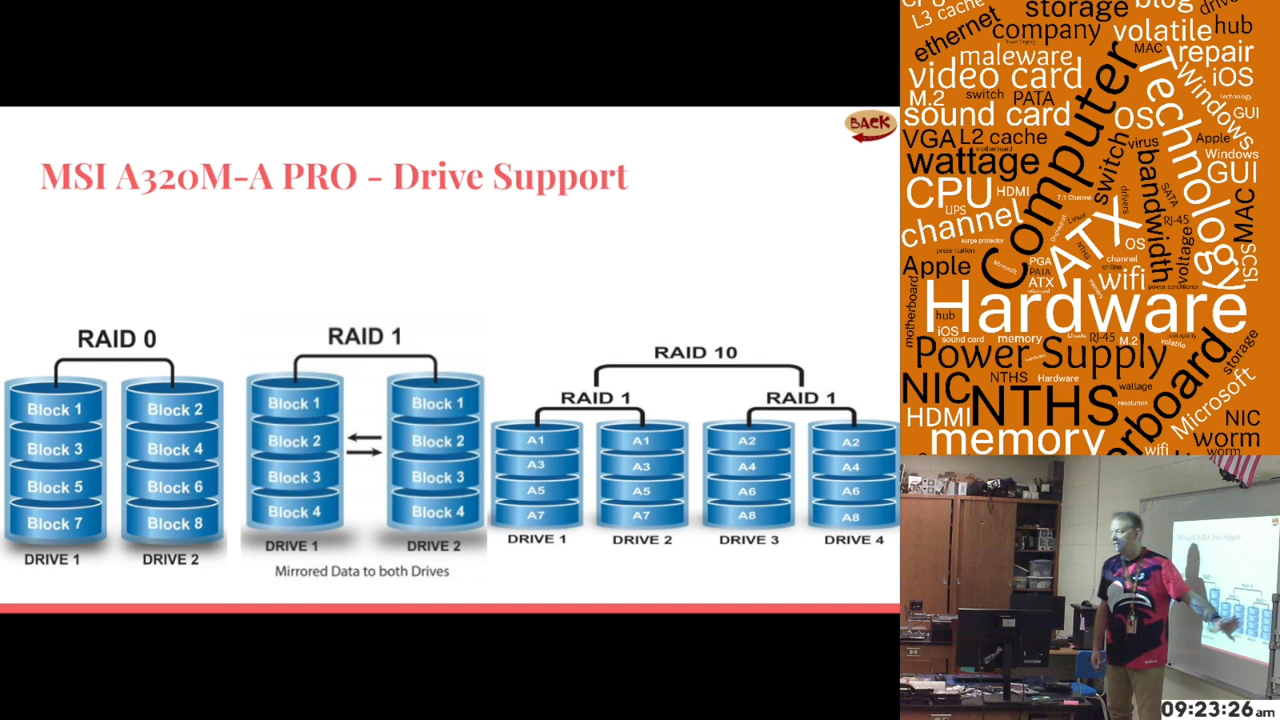 BACK
MSI A320M-A PRO - Drive Support
RAID 0
Block 1
Block 2
Block 3
Block 4
Block 5
Block 6
Block 7
Block 8
DRIVE 1
DRIVE 2
RAID 1
Block 1
Block 1
Block 2
Block 2
Block 3
Block 3
Block 4
Block 4
DRIVE 1
DRIVE 2
Mirrored Data to both Drives
RAID 10
RAID 1
RAID 1
A1
A1
A2
A2
A3
A3
A4
A4
A5
A5
A6
A6
A7
A7
A8
A8
DRIVE 1
DRIVE 2
DRIVE 3
DRIVE 4
L3 cache
storage
blog
ethernet
company
volatile
hub
maleware
MAC
repair
video card
iOS
M.2
switch
PATA
Technology
Windows
technology
sound card
OS
GUI
VGA
L2 cache
virus
Apple
motherboard
Windows
wattage
Computer
switch
bandwidth
GUI
CPU
HDMI
7.1 Channel
drivers
SATA
MAC
UPS
channel
Linux
ATX
RJ-45
surge protector
OS
voltage
SCSI
presentation
NTHS
Apple
Microsoft
PGA
channel
PATA
online
wifi
ATX
memory
power conditioner
motherboard
Hardware
hub
iOS
sound card
memory
RJ-45
M.2
volatile
storage
Power Supply
NIC
NTHS
Hardware
wattage
Microsoft
HDMI
NTHS
resolution
erboard
NIC
memory
wifi
worm
worm
09:23:26 am